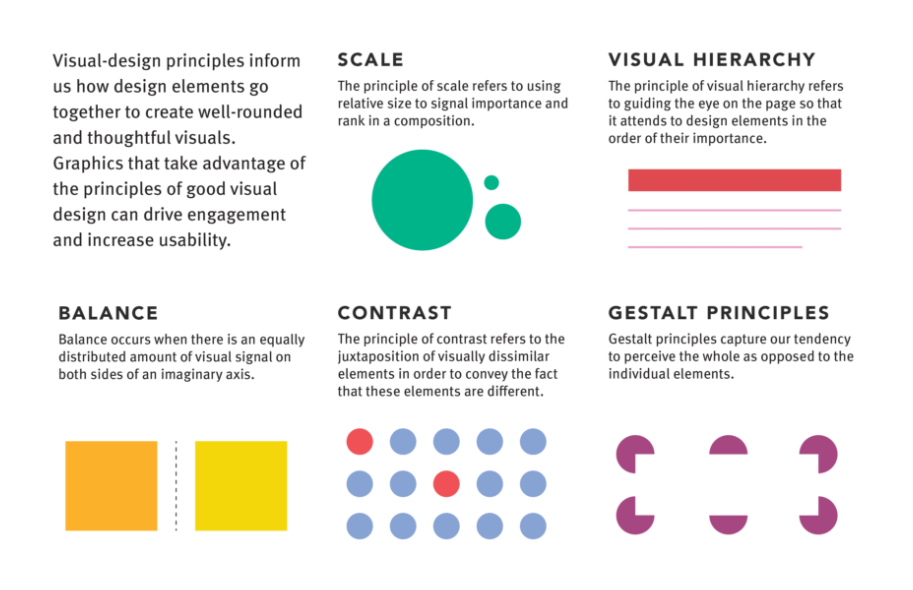 Visual-design principles inform
us how design elements go
together to create well-rounded
and thoughtful visuals.
Graphics that take advantage of
the principles of good visual
design can drive engagement
and increase usability.
SCALE
The principle of scale refers to using
relative size to signal importance and
rank in a composition.
VISUAL HIERARCHY
The principle of visual hierarchy refers
to guiding the eye on the page so that
it attends to design elements in the
order of their importance.
BALANCE
Balance occurs when there is an equally
distributed amount of visual signal on
both sides of an imaginary axis.
CONTRAST
The principle of contrast refers to the
juxtaposition of visually dissimilar
elements in order to convey the fact
that these elements are different.
GESTALT PRINCIPLES
Gestalt principles capture our tendency
to perceive the whole as opposed to the
individual elements.